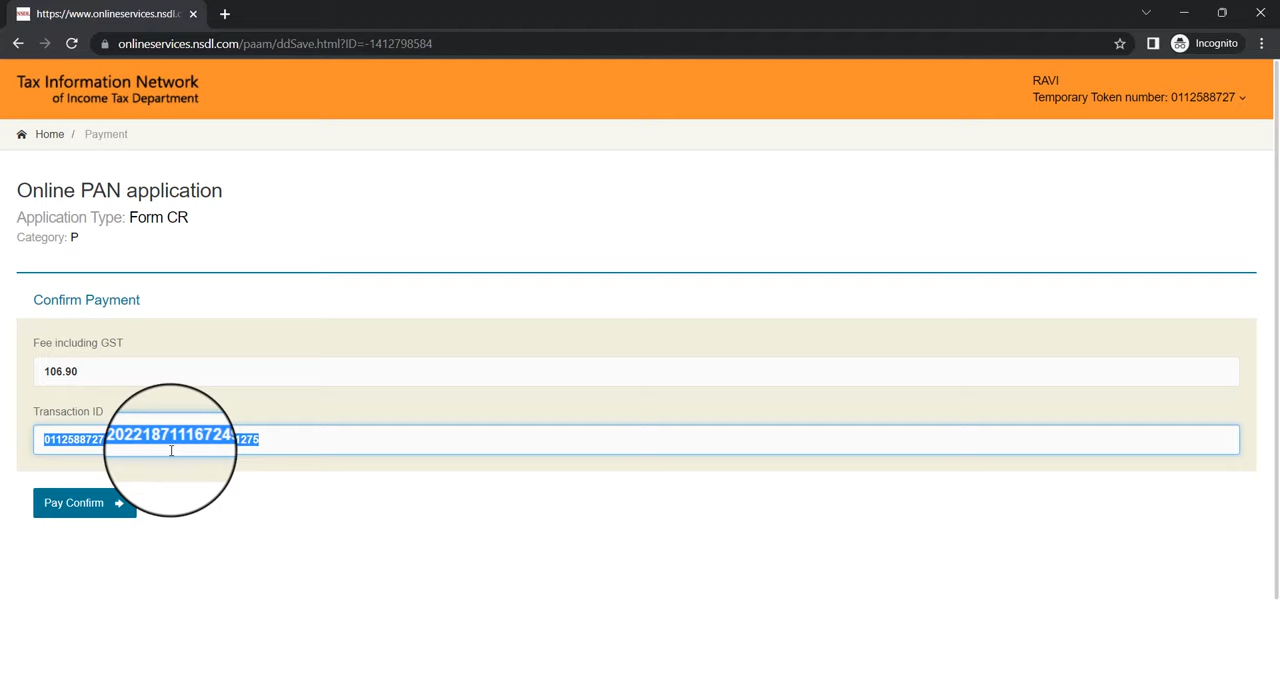 NSDL https://www.onlineservices.nsdl.c
onlineservices.nsdl.com/paam/ddSave.html?ID=-1412798584
Incognito
Tax Information Network
of Income Tax Department
RAVI
Temporary Token number: 0112588727
Home / Payment
Online PAN application
Application Type: Form CR
Category: P
Confirm Payment
Fee including GST
106.90
Transaction ID
0112588727 2022187111672 1275
Pay Confirm